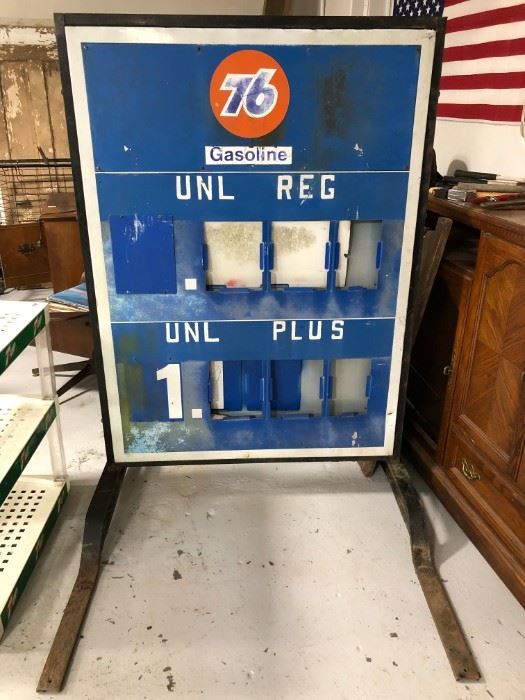 76
Gasoline
UNL REG
.
UNL PLUS
1.